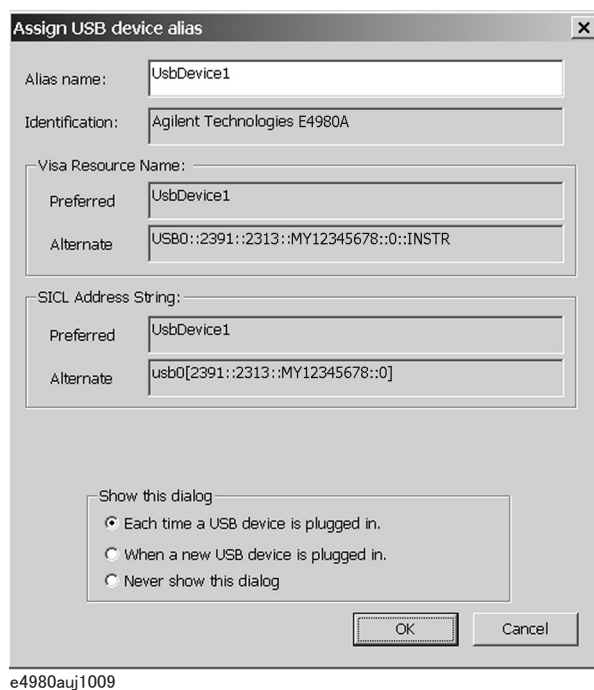 Assign USB device alias
Alias name: UsbDevice1
Identification: Agilent Technologies E4980A
Visa Resource Name:
Preferred UsbDevice1
Alternate USB0::2391::2313::MY12345678::0::INSTR
SICL Address String:
Preferred UsbDevice1
Alternate usb0[2391::2313::MY12345678::0]
Show this dialog
Each time a USB device is plugged in.
When a new USB device is plugged in.
Never show this dialog
OK Cancel
e4980auj1009